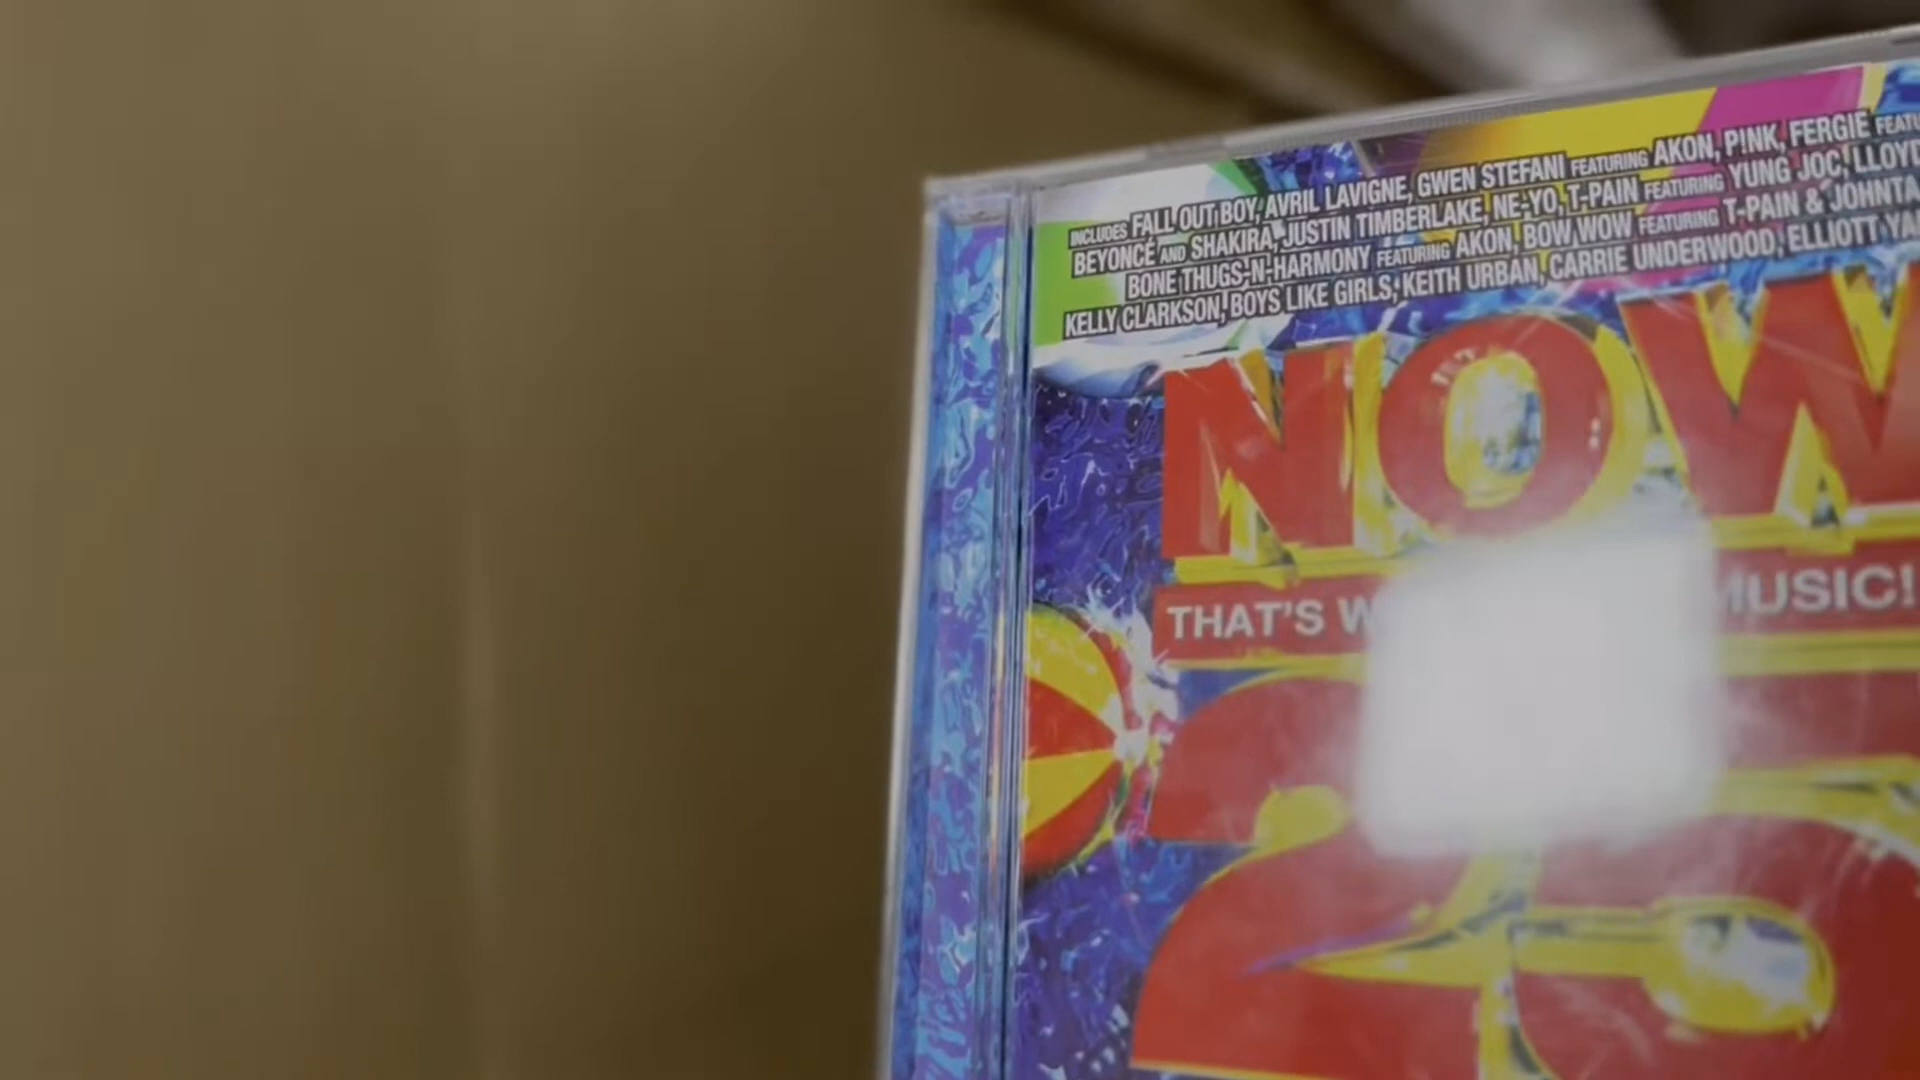 INCLUDES FALL OUT BOY, AVRIL LAVIGNE, GWEN STEFANI FEATURING AKON, P!NK, FERGIE
BEYONCÉ AND SHAKIRA, JUSTIN TIMBERLAKE, NE-YO, T-PAIN FEATURING YUNG JOC, LLOYD
BONE THUGS-N-HARMONY FEATURING AKON, BOW WOW FEATURING T-PAIN & JOHNTA
KELLY CLARKSON, BOYS LIKE GIRLS, KEITH URBAN, CARRIE UNDERWOOD, ELLIOTT
NOW
THAT'S MUSIC!
25